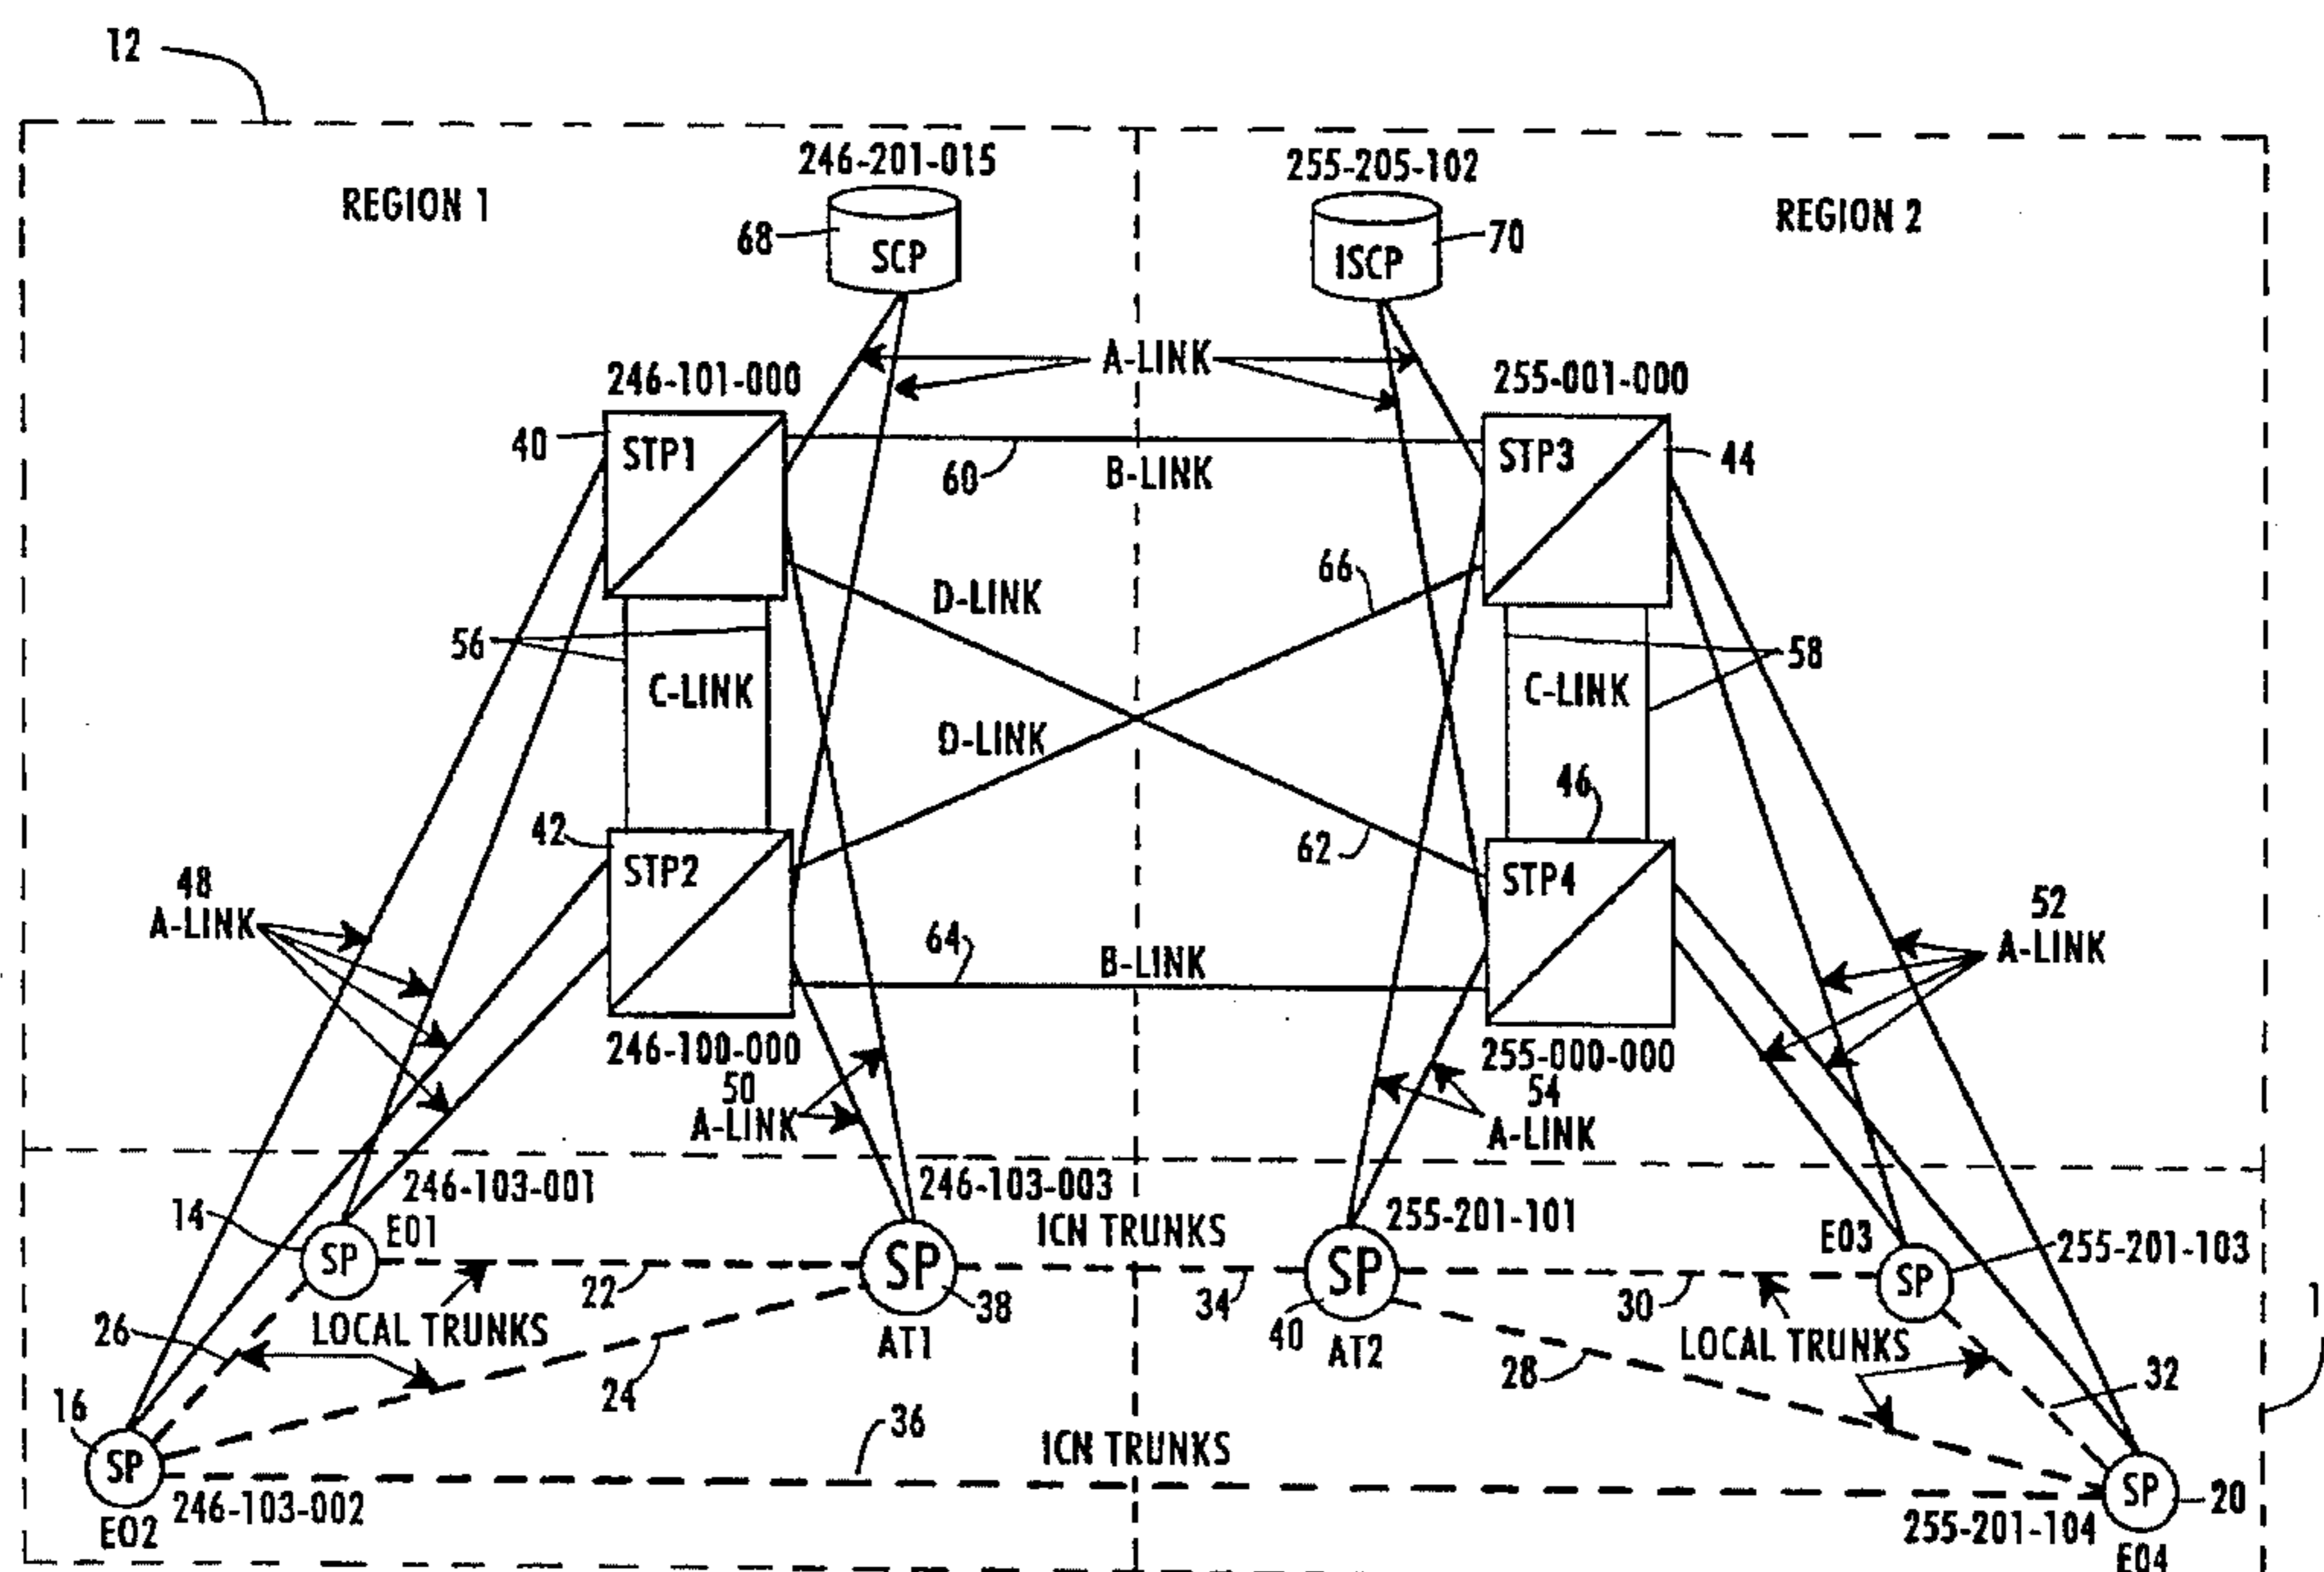 12
246-201-015
255-205-102
REGION 1
REGION 2
68
SCP
ISCP
70
A-LINK
246-101-000
255-001-000
40
STP1
STP3
44
60
B-LINK
66
D-LINK
56
C-LINK
C-LINK
58
D-LINK
46
42
STP2
62
STP4
48
A-LINK
52
A-LINK
64
B-LINK
246-100-000
255-000-000
50
A-LINK
54
A-LINK
246-103-001
246-103-003
14
EO1
ICN TRUNKS
255-201-101
EO3
255-201-103
SP
SP
SP
SP
22
38
34
40
30
26
LOCAL TRUNKS
AT1
AT2
LOCAL TRUNKS
1
24
28
32
16
36
ICN TRUNKS
SP
SP
20
246-103-002
255-201-104
EO2
EO4